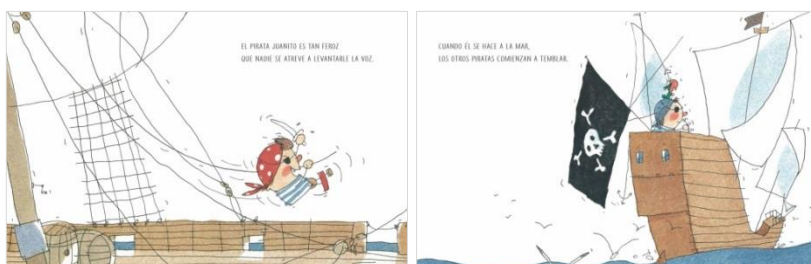 EL PIRATA JUANITO ES TAN FEROZ
QUE NADIE SE ATREVE A LEVANTARLE LA VOZ.
CUANDO ÉL SE HACE A LA MAR,
LOS OTROS PIRATAS COMIENZAN A TEMBLAR.